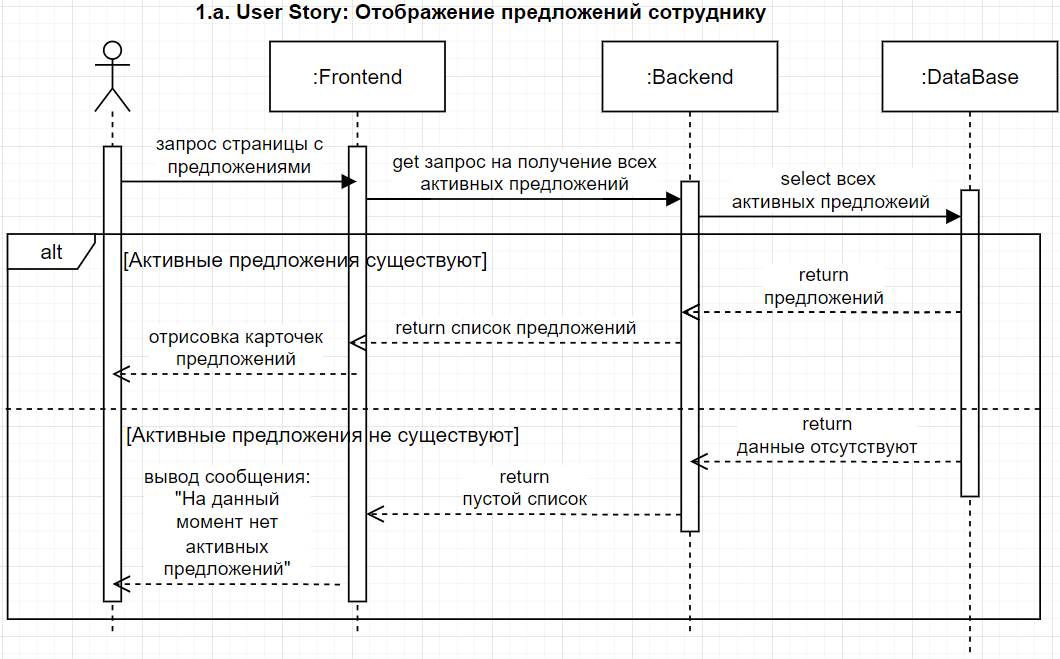 1.a. User Story: Отображение предложений сотруднику
:Frontend
:Backend
:DataBase
запрос страницы с
предложениями
get запрос на получение всех
активных предложений
select всех
активных предложеий
alt
[Активные предложения существуют]
return
предложений
return список предложений
отрисовка карточек
предложений
[Активные предложения не существуют]
return
данные отсутствуют
return
пустой список
вывод сообщения:
"На данный
момент нет
активных
предложений"